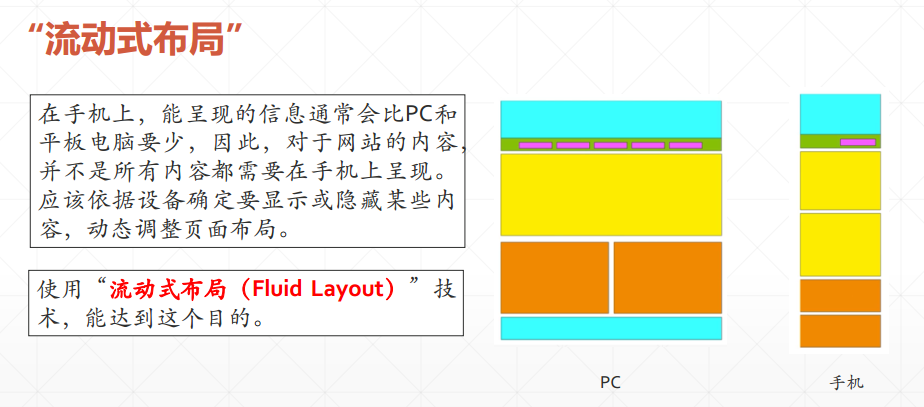 “流动式布局”
在手机上，能呈现的信息通常会比PC和
平板电脑要少，因此，对于网站的内容，
并不是所有内容都需要在手机上呈现。
应该依据设备确定要显示或隐藏某些内
容，动态调整页面布局。
使用“流动式布局（Fluid Layout）”技
术，能达到这个目的。
PC
手机